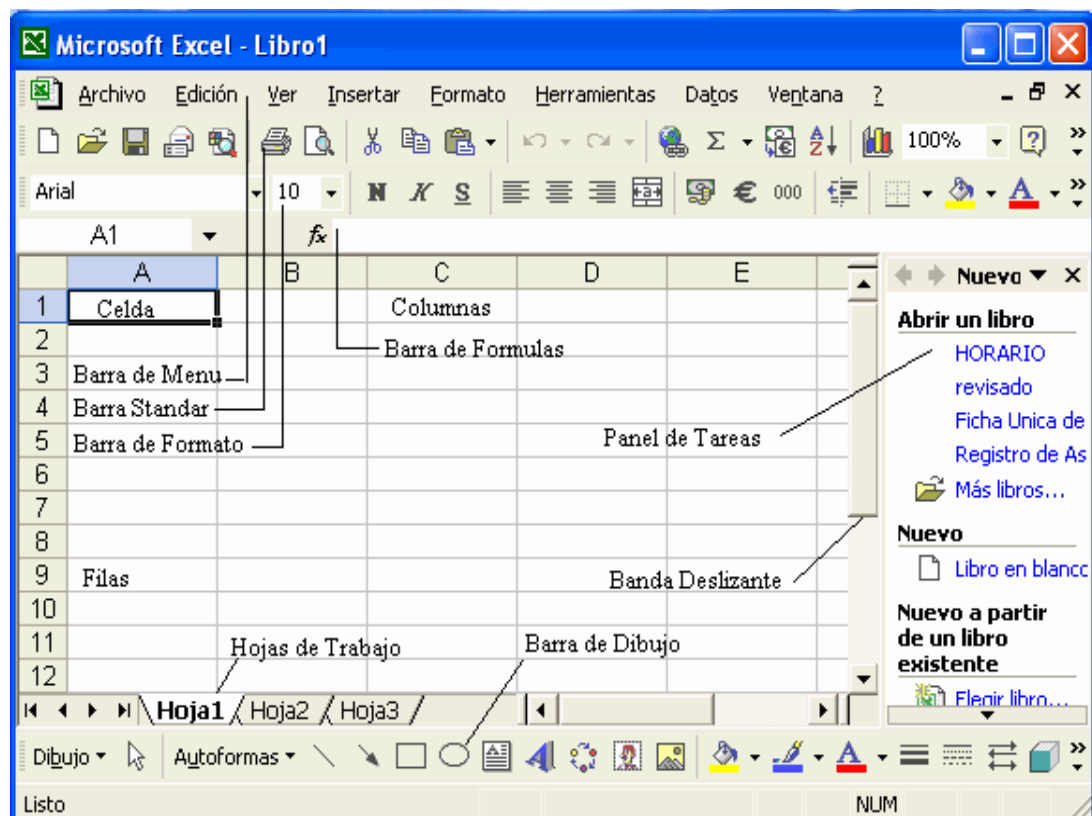 Microsoft Excel - Libro1
Archivo Edición Ver Insertar Formato Herramientas Datos Ventana ?
Σ 100% ?
Arial 10 N K S € 000 A
A1 fx
A B C D E Nuevo
1 Celda Columnas
Abrir un libro
2
Barra de Formulas HORARIO
3 Barra de Menu
revisado
4 Barra Standar
Ficha Unica de
5 Barra de Formato Panel de Tareas
Registro de As
6
Más libros...
7
8 Nuevo
9 Filas Banda Deslizante Libro en blanco
10 Nuevo a partir
11 Hojas de Trabajo Barra de Dibujo de un libro
12 existente
Hoja1 Hoja2 Hoja3 Elegir libro...
Dibujo Autoformas A A
Listo NUM